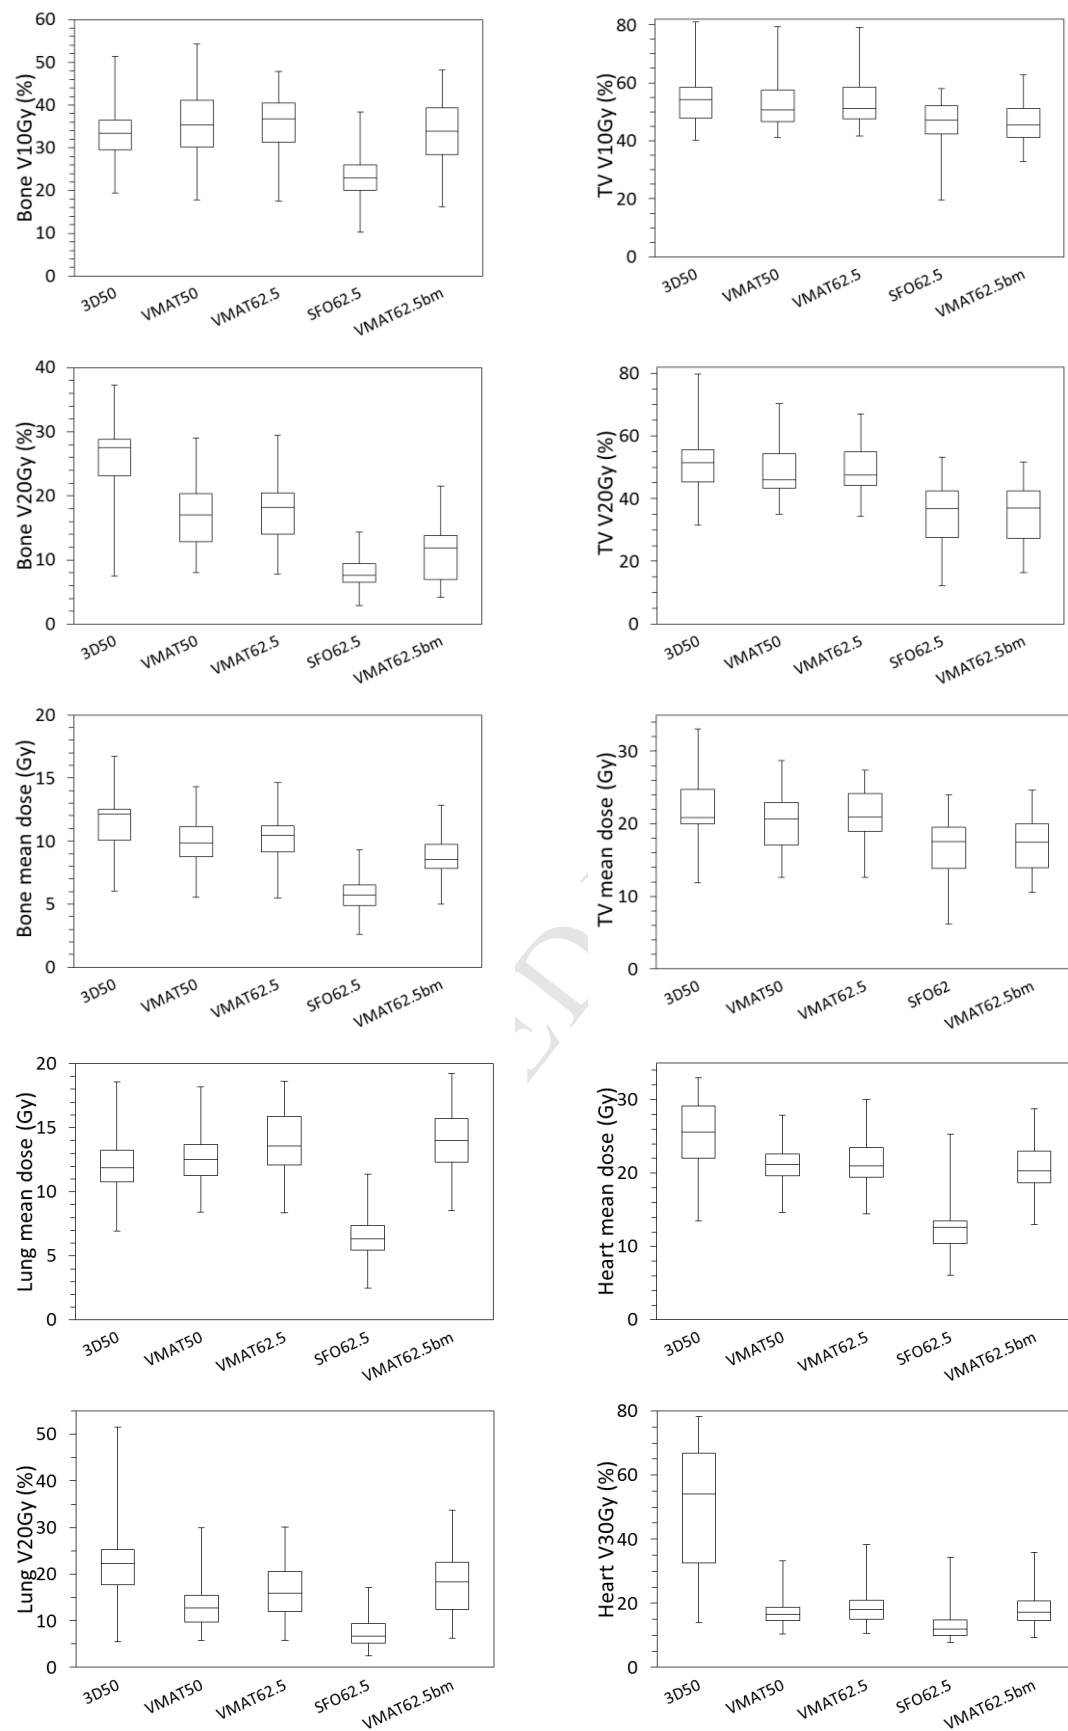 Bone V10Gy (%)
60
50
40
30
20
10
0
3D50
VMAT50
VMAT62.5
SFO62.5
VMAT62.5bm
TV V10Gy (%)
80
60
40
20
0
3D50
VMAT50
VMAT62.5
SFO62.5
VMAT62.5bm
Bone V20Gy (%)
40
30
20
10
0
3D50
VMAT50
VMAT62.5
SFO62.5
VMAT62.5bm
TV V20Gy (%)
80
60
40
20
0
3D50
VMAT50
VMAT62.5
SFO62.5
VMAT62.5bm
Bone mean dose (Gy)
20
15
10
5
0
3D50
VMAT50
VMAT62.5
SFO62.5
VMAT62.5bm
TV mean dose (Gy)
30
20
10
0
3D50
VMAT50
VMAT62.5
SFO62
VMAT62.5bm
Lung mean dose (Gy)
20
15
10
5
0
3D50
VMAT50
VMAT62.5
SFO62.5
VMAT62.5bm
Heart mean dose (Gy)
30
20
10
0
3D50
VMAT50
VMAT62.5
SFO62.5
VMAT62.5bm
Lung V20Gy (%)
50
40
30
20
10
0
3D50
VMAT50
VMAT62.5
SFO62.5
VMAT62.5bm
Heart V30Gy (%)
80
60
40
20
0
3D50
VMAT50
VMAT62.5
SFO62.5
VMAT62.5bm